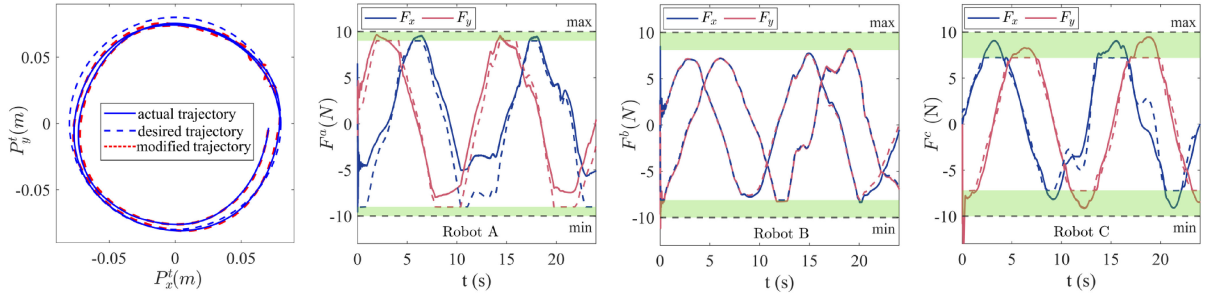 0.05
0
-0.05
P_y^t(m)
actual trajectory
desired trajectory
modified trajectory
-0.05 0 0.05
P_x^t(m)
F_x F_y
max
10
5
0
-5
-10
F^a(N)
Robot A
min
0 5 10 15 20
t (s)
F_x F_y
max
10
5
0
-5
-10
F^b(N)
Robot B
min
0 5 10 15 20
t (s)
F_x F_y
max
10
5
0
-5
-10
F^c (N)
Robot C
min
0 5 10 15 20
t (s)